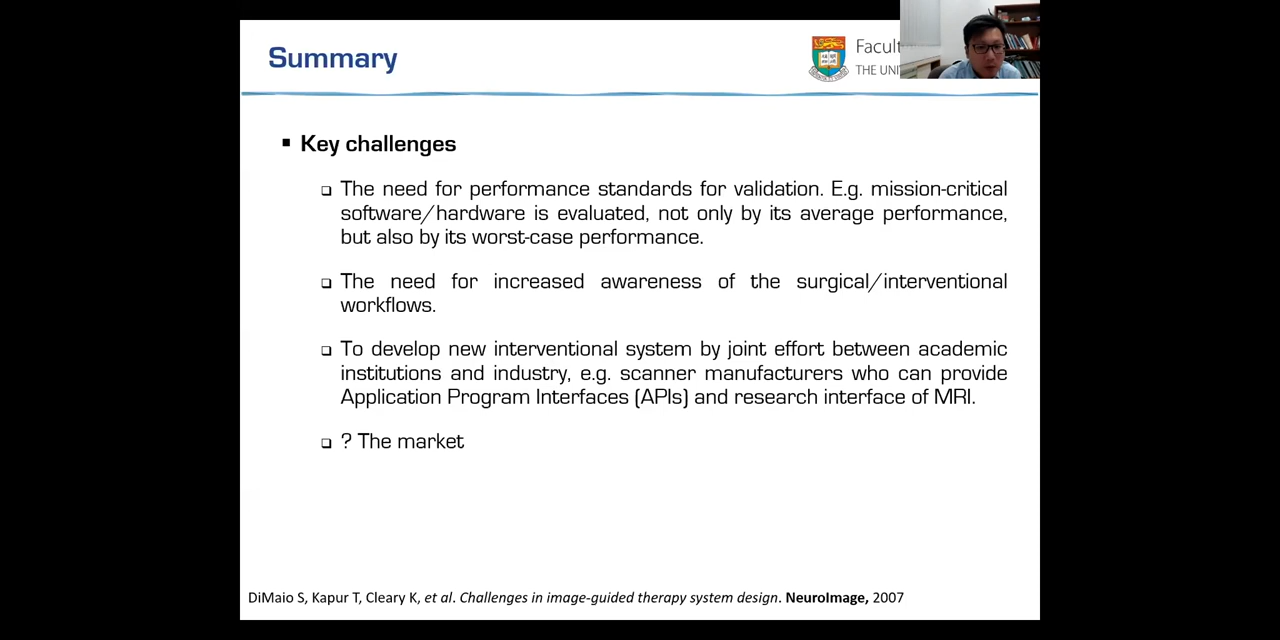 Summary
THE
Key challenges
The need for performance standards for validation. E.g. mission-critical
software/hardware is evaluated, not only by its average performance,
but also by its worst-case performance.
The need for increased awareness of the surgical/interventional
workflows.
To develop new interventional system by joint effort between academic
institutions and industry, e.g. scanner manufacturers who can provide
Application Program Interfaces (APIs) and research interface of MRI.
? The market
DiMaio S, Kapur T, Cleary K, et al. Challenges in image-guided therapy system design. NeuroImage, 2007